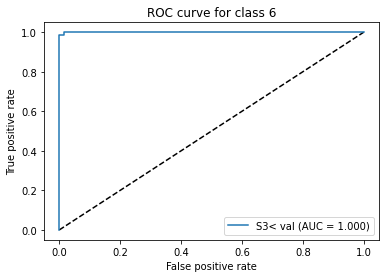 ROC curve for class 6
True positive rate
1.0
0.8
0.6
0.4
0.2
0.0
S3< val (AUC = 1.000)
0.0 0.2 0.4 0.6 0.8 1.0
False positive rate